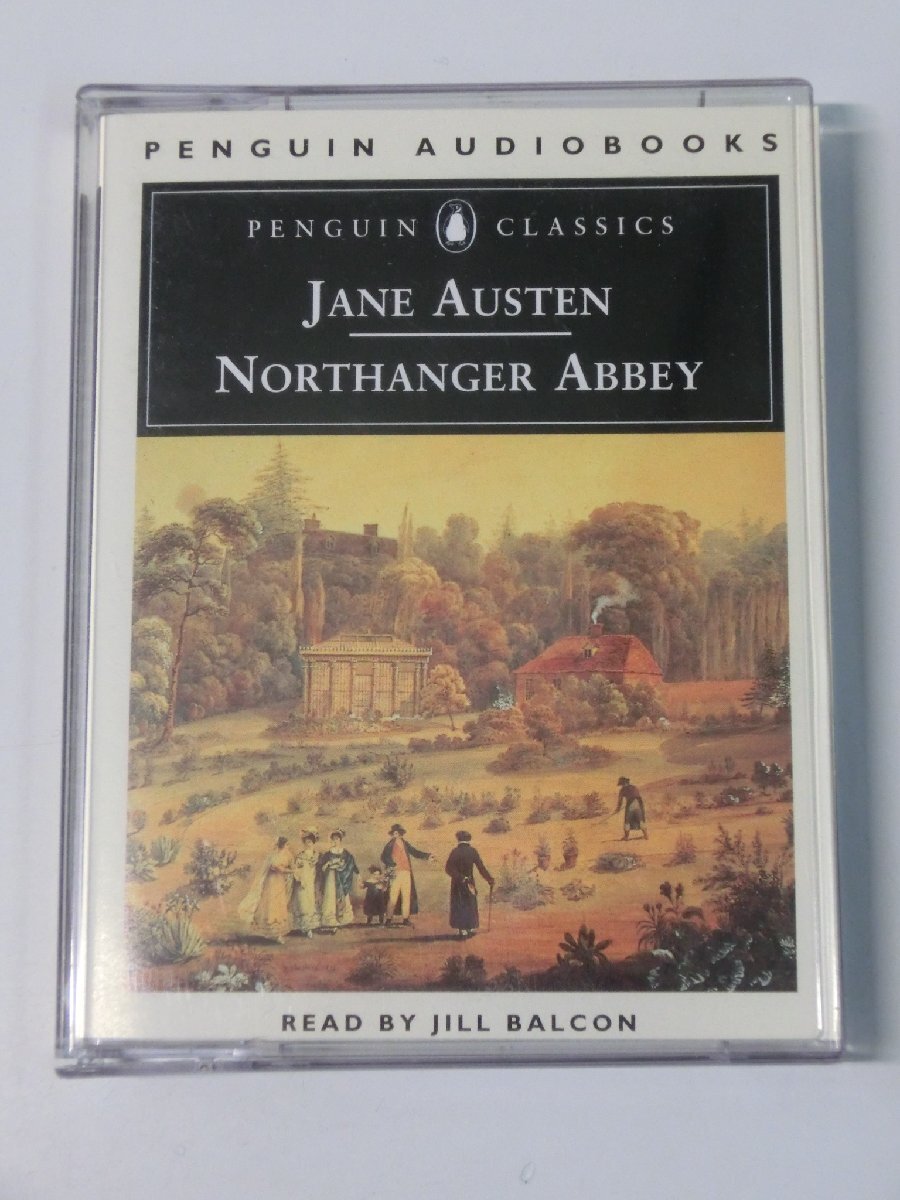 PENGUIN AUDIOBOOKS
PENGUIN CLASSICS
JANE AUSTEN
NORTHANGER ABBEY
READ BY JILL BALCON